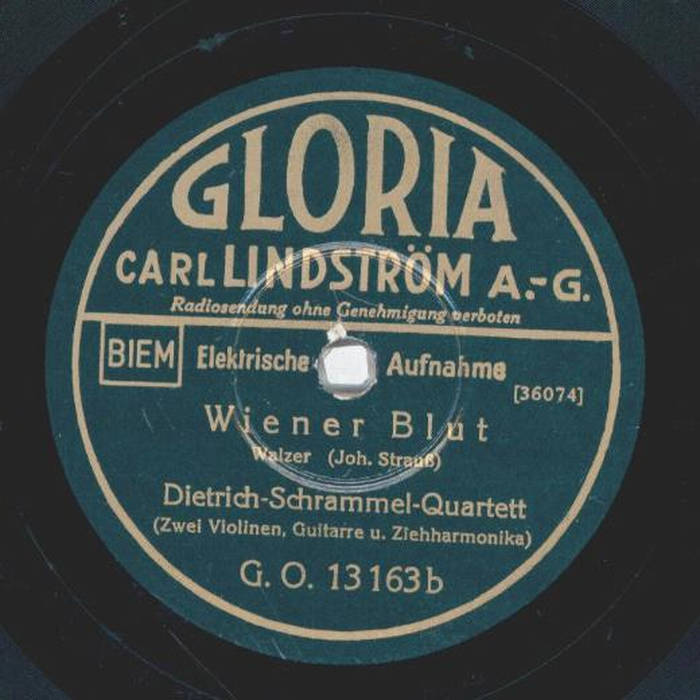 GLORIA
CARL LINDSTRÖM A.-G.
Radiosendung ohne Genehmigung verboten
BIEM Elektrische Aufnahme
[36074]
Wiener Blut
Walzer (Joh. Strauß)
Dietrich-Schrammel-Quartett
(Zwei Violinen, Guitarre u. Ziehharmonika)
G. O. 13163b